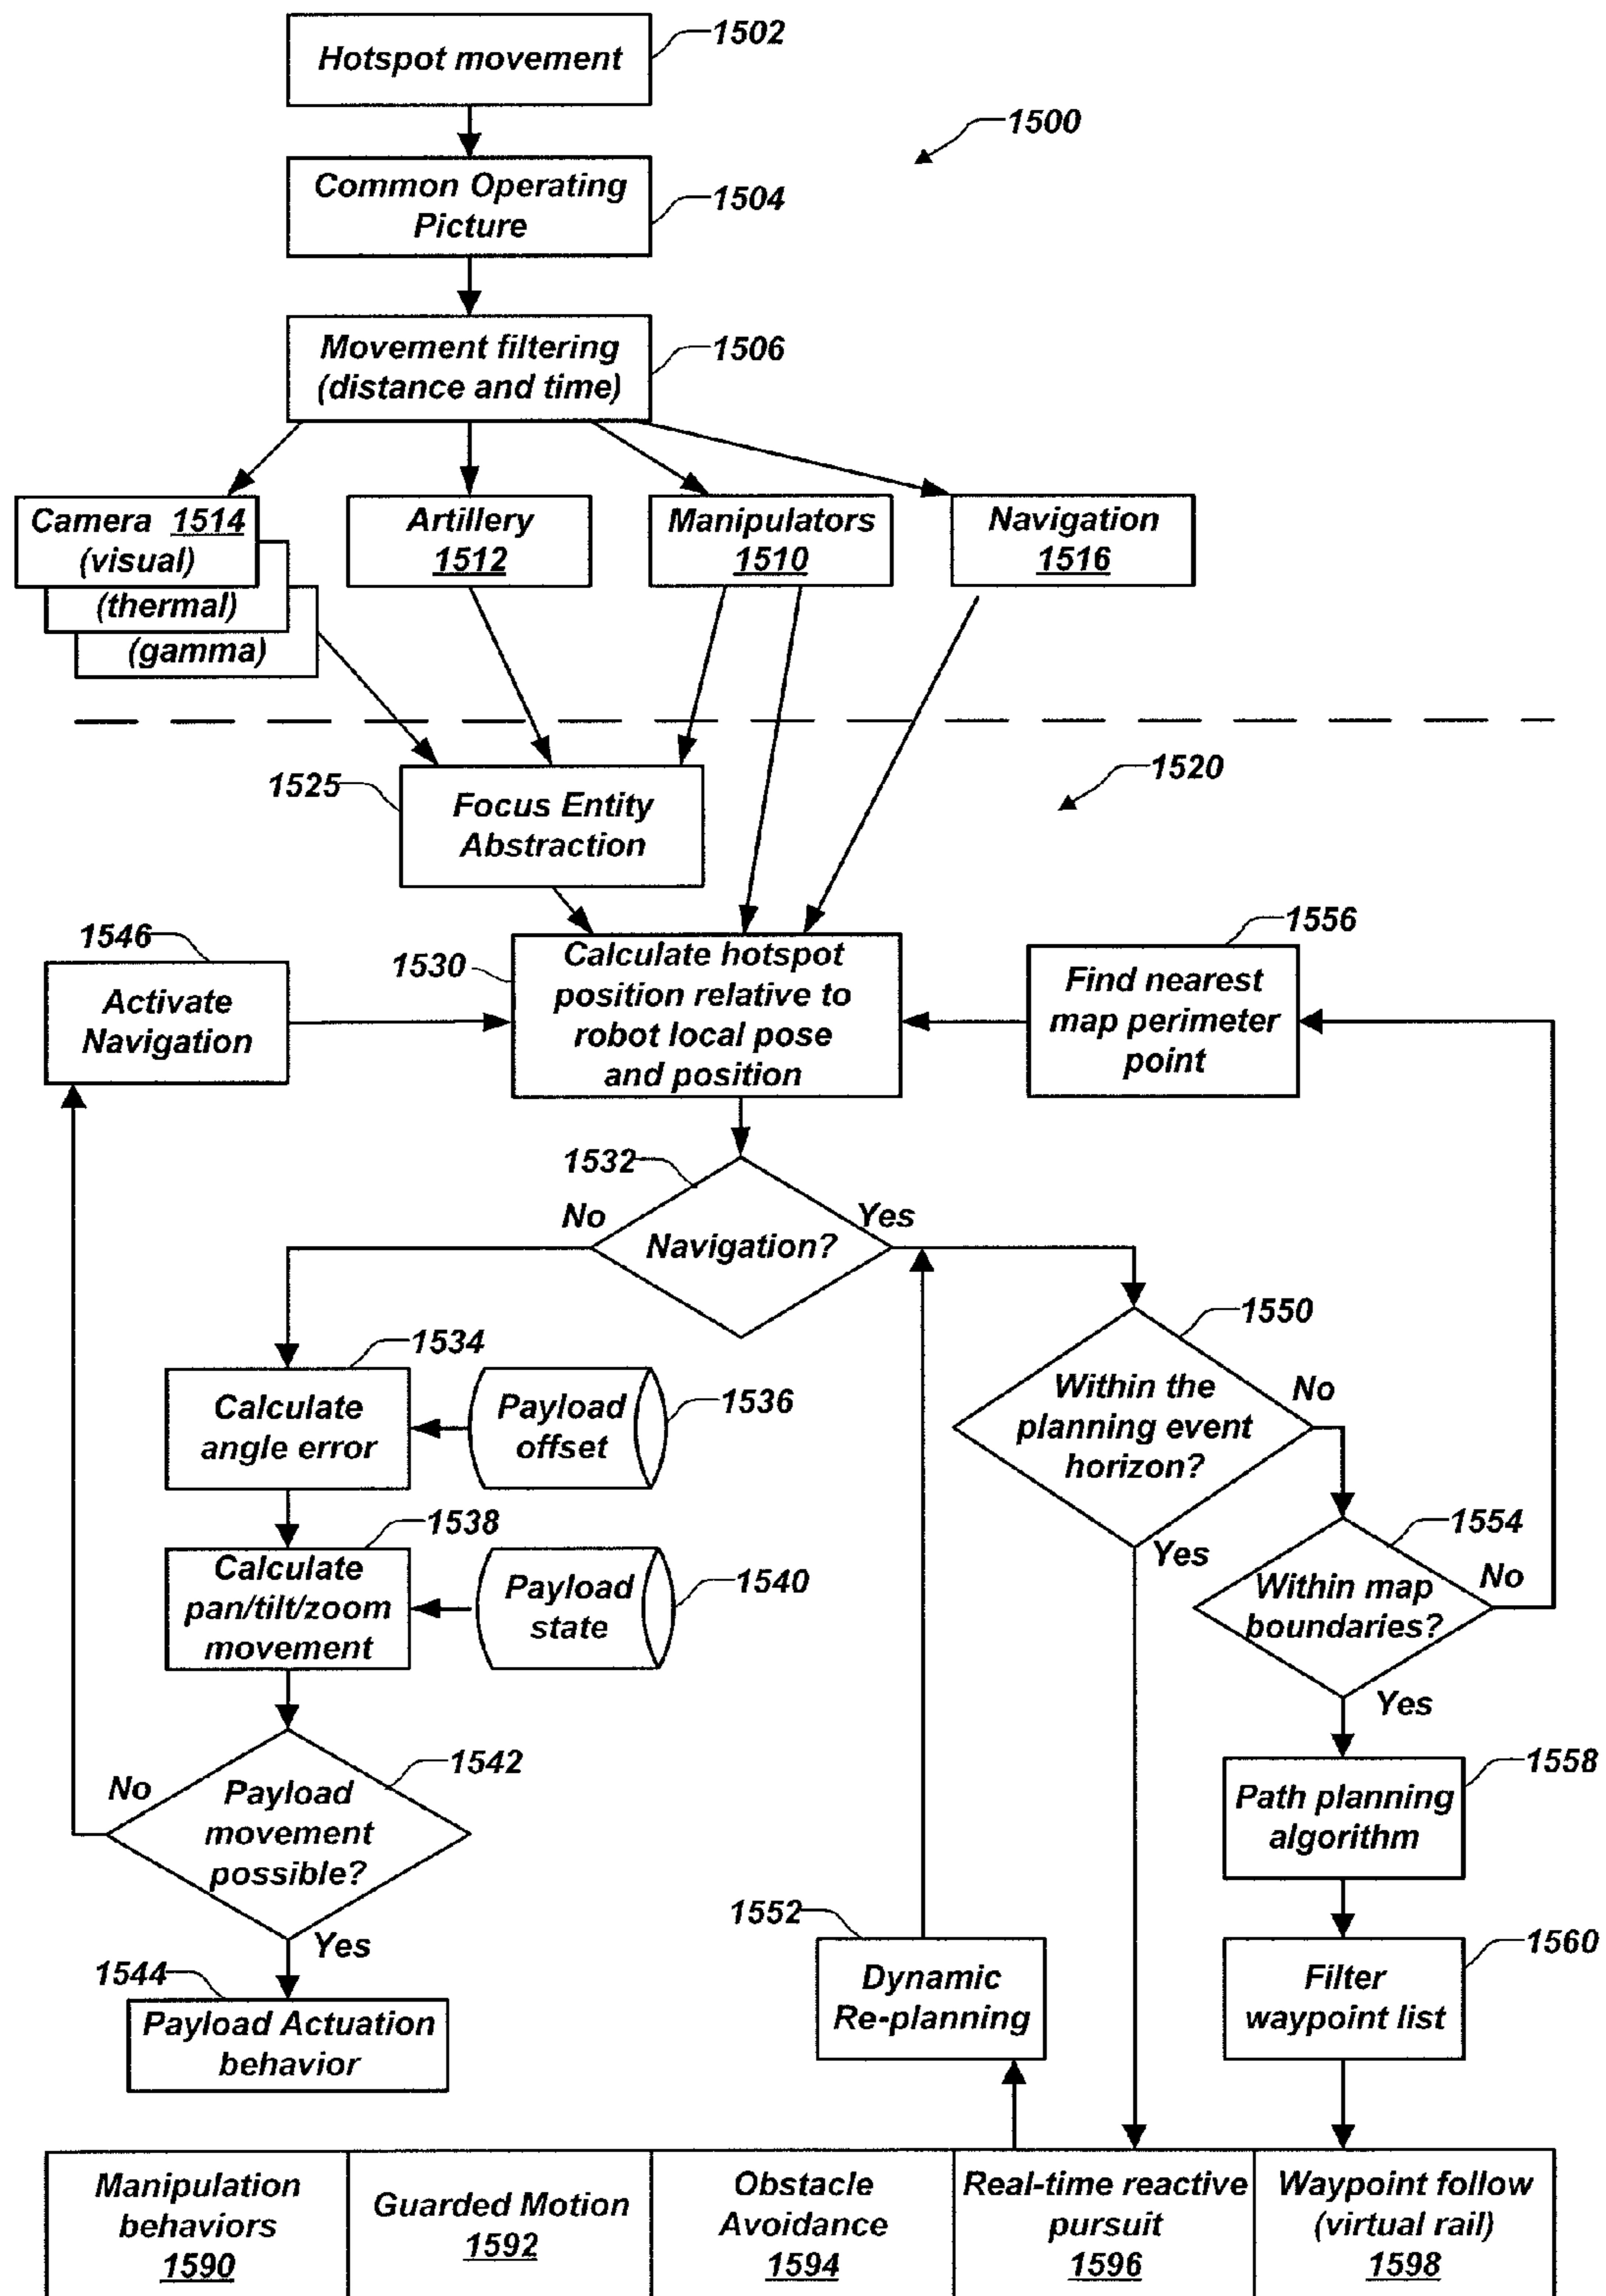 Hotspot movement
1502
1500
Common Operating
Picture
1504
Movement filtering
(distance and time)
1506
Camera 1514
(visual)
(thermal)
(gamma)
Artillery
1512
Manipulators
1510
Navigation
1516
1520
1525
Focus Entity
Abstraction
1546
Activate
Navigation
1530
Calculate hotspot
position relative to
robot local pose
and position
1556
Find nearest
map perimeter
point
1532
No
Yes
Navigation?
1534
Calculate
angle error
Payload
offset
1536
1550
Within the
planning event
horizon?
No
Yes
1538
Calculate
pan/tilt/zoom
movement
Payload
state
1540
1554
Within map
boundaries?
No
Yes
1542
No
Payload
movement
possible?
Yes
1558
Path planning
algorithm
1544
Payload Actuation
behavior
1552
Dynamic
Re-planning
1560
Filter
waypoint list
Manipulation
behaviors
1590
Guarded Motion
1592
Obstacle
Avoidance
1594
Real-time reactive
pursuit
1596
Waypoint follow
(virtual rail)
1598